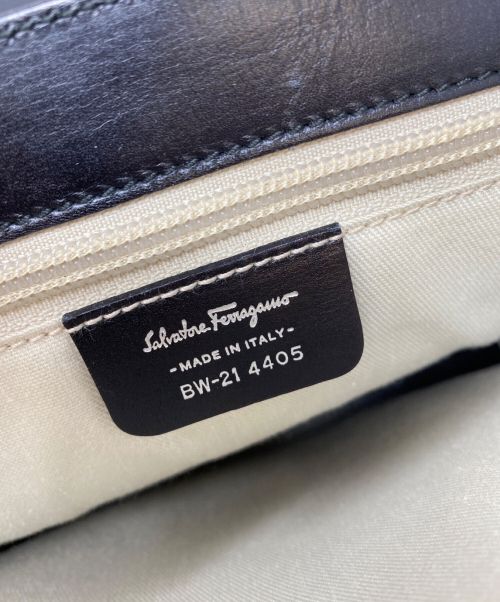 Salvatore Ferragamo
-MADE IN ITALY-
BW-21 4405